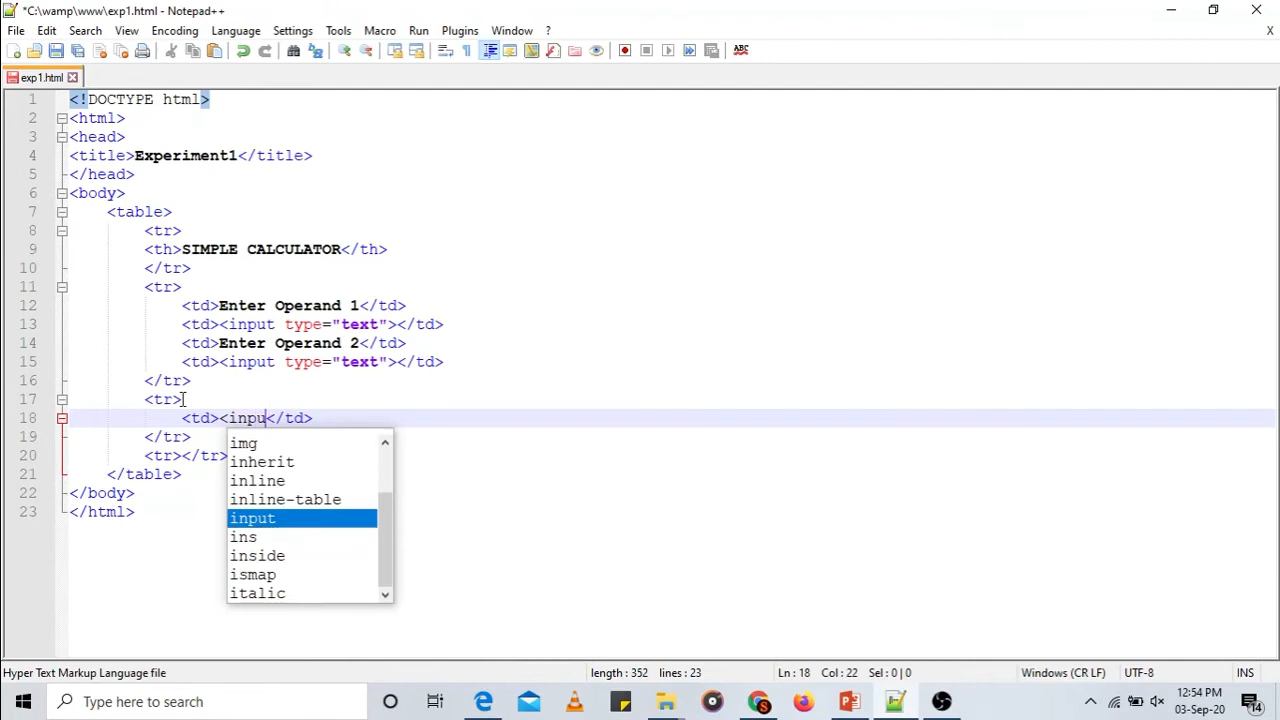 *C:\wamp\www\exp1.html - Notepad++
File Edit Search View Encoding Language Settings Tools Macro Run Plugins Window ? X
ABC
exp1.html
1 <!DOCTYPE html>
2 <html>
3 <head>
4 <title>Experiment1</title>
5 </head>
6 <body>
7 <table>
8 <tr>
9 <th>SIMPLE CALCULATOR</th>
10 </tr>
11 <tr>
12 <td>Enter Operand 1</td>
13 <td><input type="text"></td>
14 <td>Enter Operand 2</td>
15 <td><input type="text"></td>
16 </tr>
17 <tr>
18 <td><inpu</td>
19 </tr>
20 <tr></tr>
21 </table>
22 </body>
23 </html>
img
inherit
inline
inline-table
input
ins
inside
ismap
italic
Hyper Text Markup Language file length : 352 lines : 23 Ln : 18 Col : 22 Sel : 0 | 0 Windows (CR LF) UTF-8 INS
Type here to search
12:54 PM
03-Sep-20
14